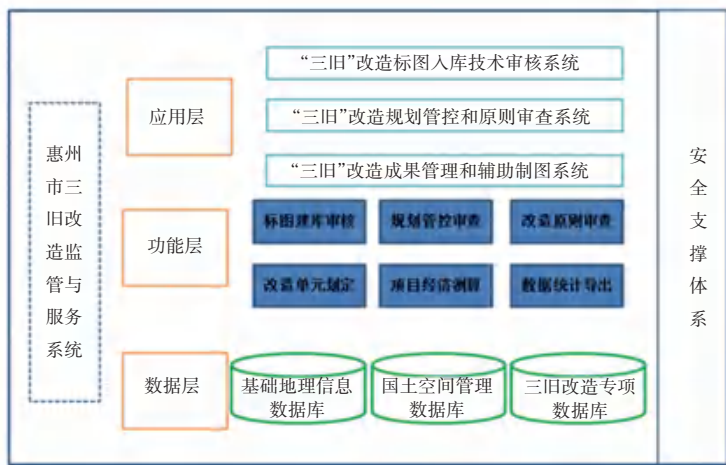 惠州
市三
旧改
造监
管与
服务
系统
应用层
“三旧”改造标图入库技术审核系统
“三旧”改造规划管控和原则审查系统
“三旧”改造成果管理和辅助制图系统
功能层
标图建库审核
规划管控审查
改造原则审查
改造单元划定
项目经济测算
数据统计导出
数据层
基础地理信息
数据库
国土空间管理
数据库
三旧改造专项
数据库
安
全
支
撑
体
系